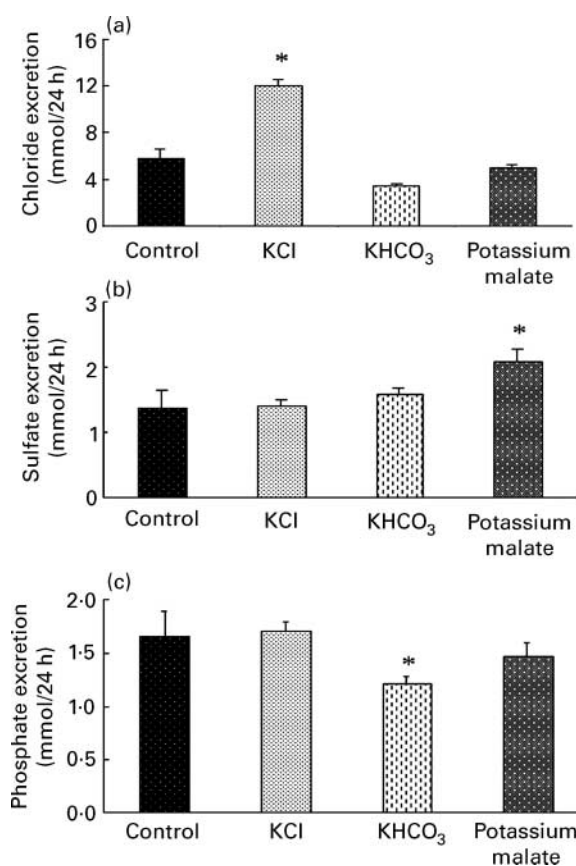 (a)
Chloride excretion
(mmol/24 h)
16
12
8
4
0
*
Control
KCl
KHCO₃
Potassium
malate
(b)
Sulfate excretion
(mmol/24 h)
3
2
1
0
*
Control
KCl
KHCO₃
Potassium
malate
(c)
Phosphate excretion
(mmol/24 h)
2·0
1·5
1·0
0·5
0·0
*
Control
KCl
KHCO₃
Potassium
malate